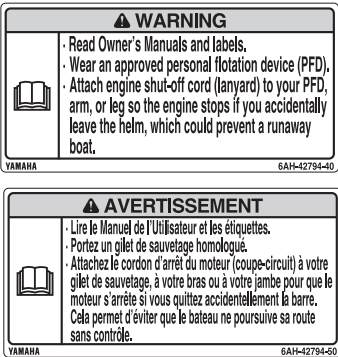 WARNING
· Read Owner's Manuals and labels.
· Wear an approved personal flotation device (PFD).
· Attach engine shut-off cord (lanyard) to your PFD,
arm, or leg so the engine stops if you accidentally
leave the helm, which could prevent a runaway
boat.
YAMAHA 6AH-42794-40
AVERTISSEMENT
· Lire le Manuel de l'Utilisateur et les étiquettes.
· Portez un gilet de sauvetage homologué.
· Attachez le cordon d'arrêt du moteur (coupe-circuit) à votre
gilet de sauvetage, à votre bras ou à votre jambe pour que le
moteur s'arrête si vous quittez accidentellement la barre.
Cela permet d'éviter que le bateau ne poursuive sa route
sans contrôle.
YAMAHA 6AH-42794-50